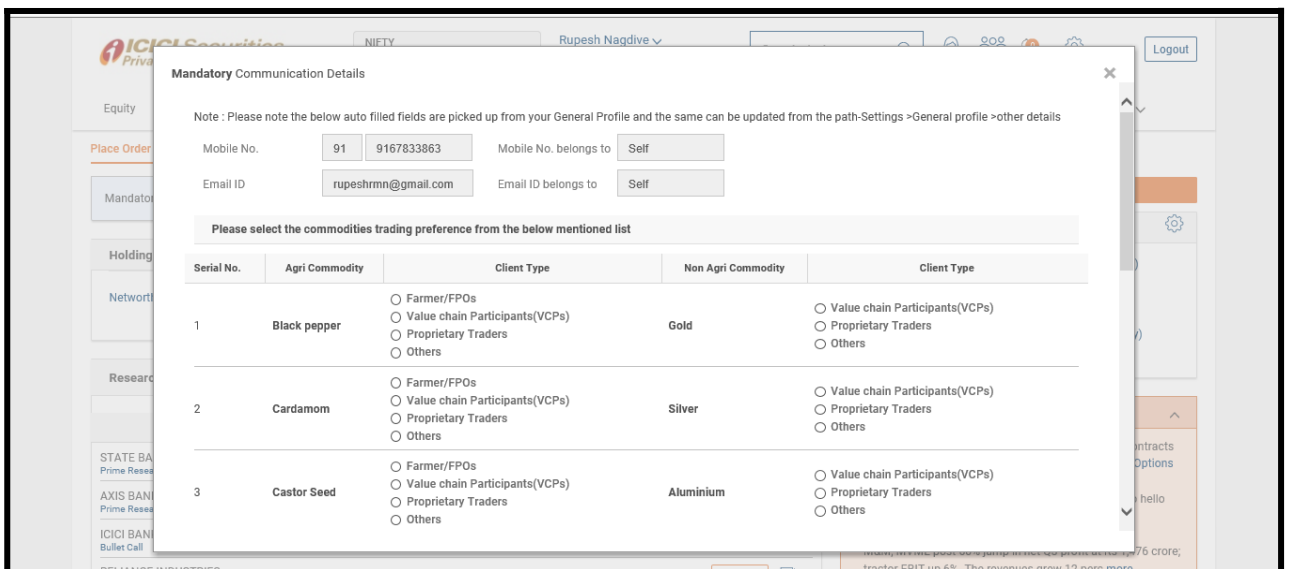 ICICI Securities
NIFTY
Rupesh Nagdive
Logout
Equity
Place Order
Holding
Mandatory Communication Details
Note : Please note the below auto filled fields are picked up from your General Profile and the same can be updated from the path-Settings >General profile >other details
Mobile No. 91 9167833863 Mobile No. belongs to Self
Email ID rupeshrmn@gmail.com Email ID belongs to Self
Please select the commodities trading preference from the below mentioned list
Serial No. Agri Commodity Client Type Non Agri Commodity Client Type
1 Black pepper
Farmer/FPOs
Value chain Participants(VCPs)
Proprietary Traders
Others
Gold
Value chain Participants(VCPs)
Proprietary Traders
Others
2 Cardamom
Farmer/FPOs
Value chain Participants(VCPs)
Proprietary Traders
Others
Silver
Value chain Participants(VCPs)
Proprietary Traders
Others
3 Castor Seed
Farmer/FPOs
Value chain Participants(VCPs)
Proprietary Traders
Others
Aluminium
Value chain Participants(VCPs)
Proprietary Traders
Others
STATE BA
Prime Resea
AXIS BAN
Prime Resea
ICICI BAN
Bullet Call
Options
hello
76 crore;